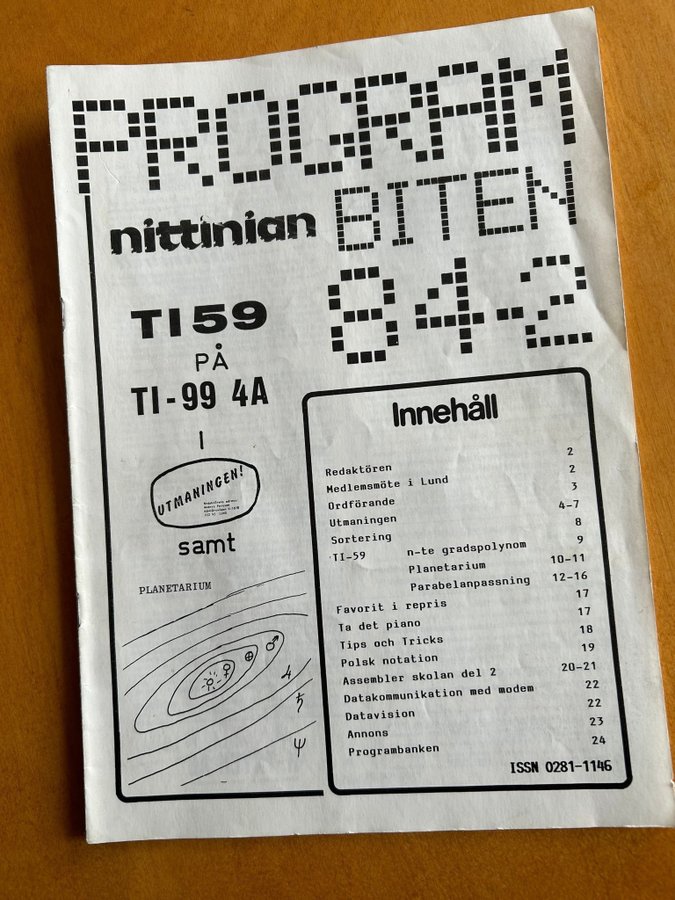 PROGRAM
BITEN
nittinian
84-2
TI59
PÅ
TI-99 4A
I
UTMANINGEN!
samt
PLANETARIUM
Innehåll
Redaktören 2
Medlemsmöte i Lund 2
Ordförande 3
Utmaningen 4-7
Sortering 8
TI-59 n-te gradspolynom 9
Planetarium 10-11
Parabelanpassning 12-16
Favorit i repris 17
Ta det piano 17
Tips och Tricks 18
Polsk notation 19
Assembler skolan del 2 20-21
Datakommunikation med modem 22
Datavision 22
Annons 23
Programbanken 24
ISSN 0281-1146